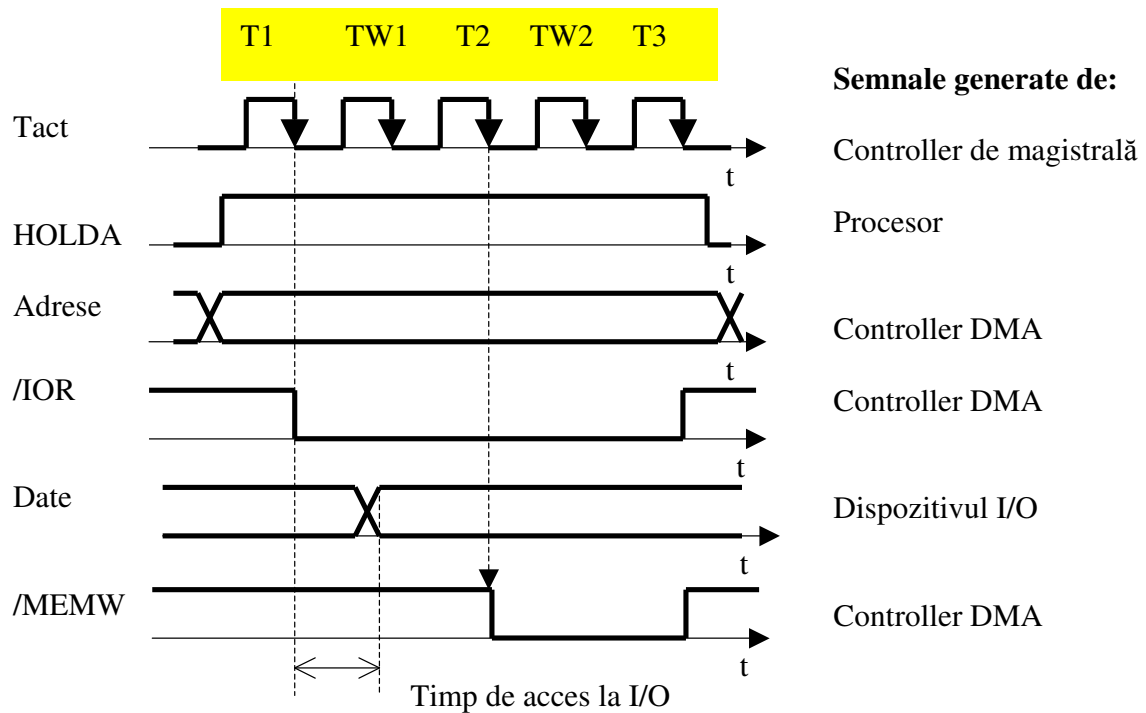 T1 TW1 T2 TW2 T3
Semnale generate de:
Tact
t
Controller de magistrală
HOLDA
t
Procesor
Adrese
t
Controller DMA
/IOR
t
Controller DMA
Date
t
Dispozitivul I/O
/MEMW
t
Controller DMA
Timp de acces la I/O